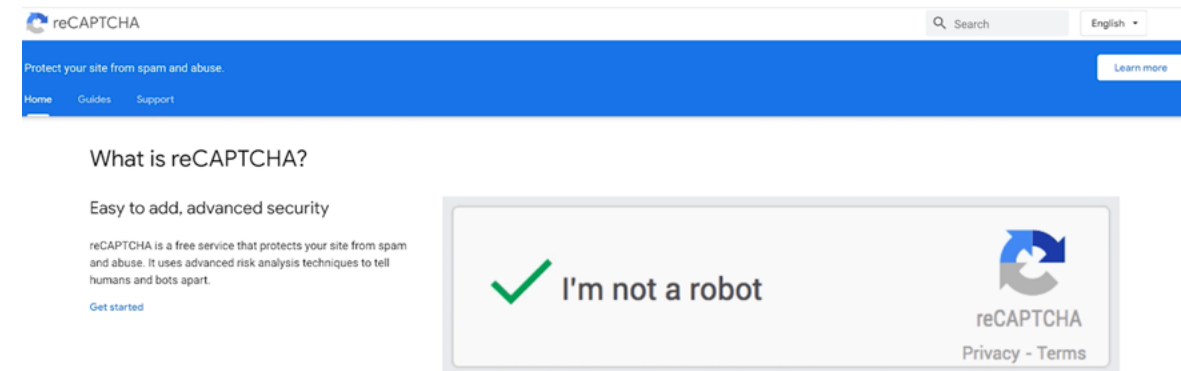 reCAPTCHA
Search
English
Protect your site from spam and abuse.
Learn more
Home Guides Support
What is reCAPTCHA?
Easy to add, advanced security
reCAPTCHA is a free service that protects your site from spam
and abuse. It uses advanced risk analysis techniques to tell
humans and bots apart.
Get started
I'm not a robot
reCAPTCHA
Privacy - Terms